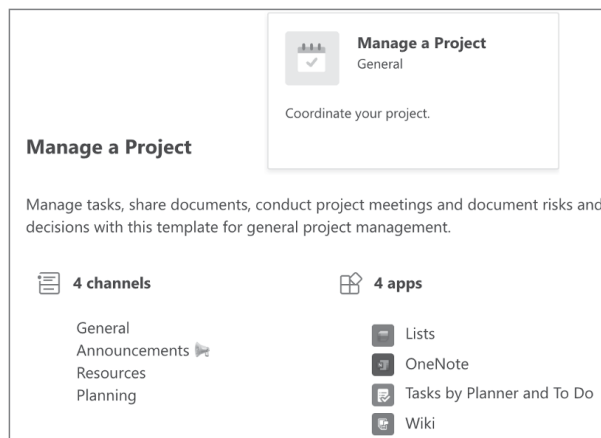 Manage a Project
General
Coordinate your project.
Manage a Project
Manage tasks, share documents, conduct project meetings and document risks and
decisions with this template for general project management.
4 channels
General
Announcements
Resources
Planning
4 apps
Lists
OneNote
Tasks by Planner and To Do
Wiki